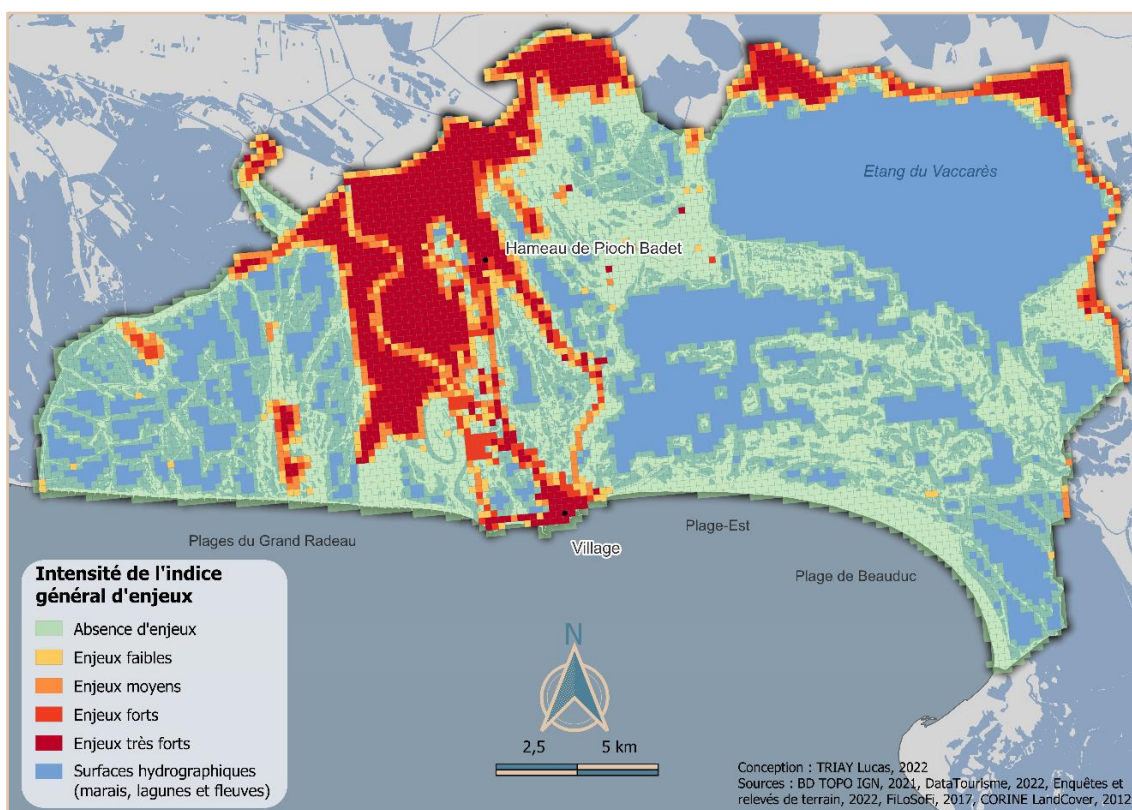 Etang du Vaccarès
Hameau de Pioch Badet
Plages du Grand Radeau
Village
Plage-Est
Plage de Beauduc
Intensité de l'indice
général d'enjeux
Absence d'enjeux
Enjeux faibles
Enjeux moyens
Enjeux forts
Enjeux très forts
Surfaces hydrographiques
(marais, lagunes et fleuves)
N
2,5 5 km
Conception : TRIAY Lucas, 2022
Sources : BD TOPO IGN, 2021, DataTourisme, 2022, Enquêtes et
relevés de terrain, 2022, FiLoSoFi, 2017, CORINE LandCover, 2012